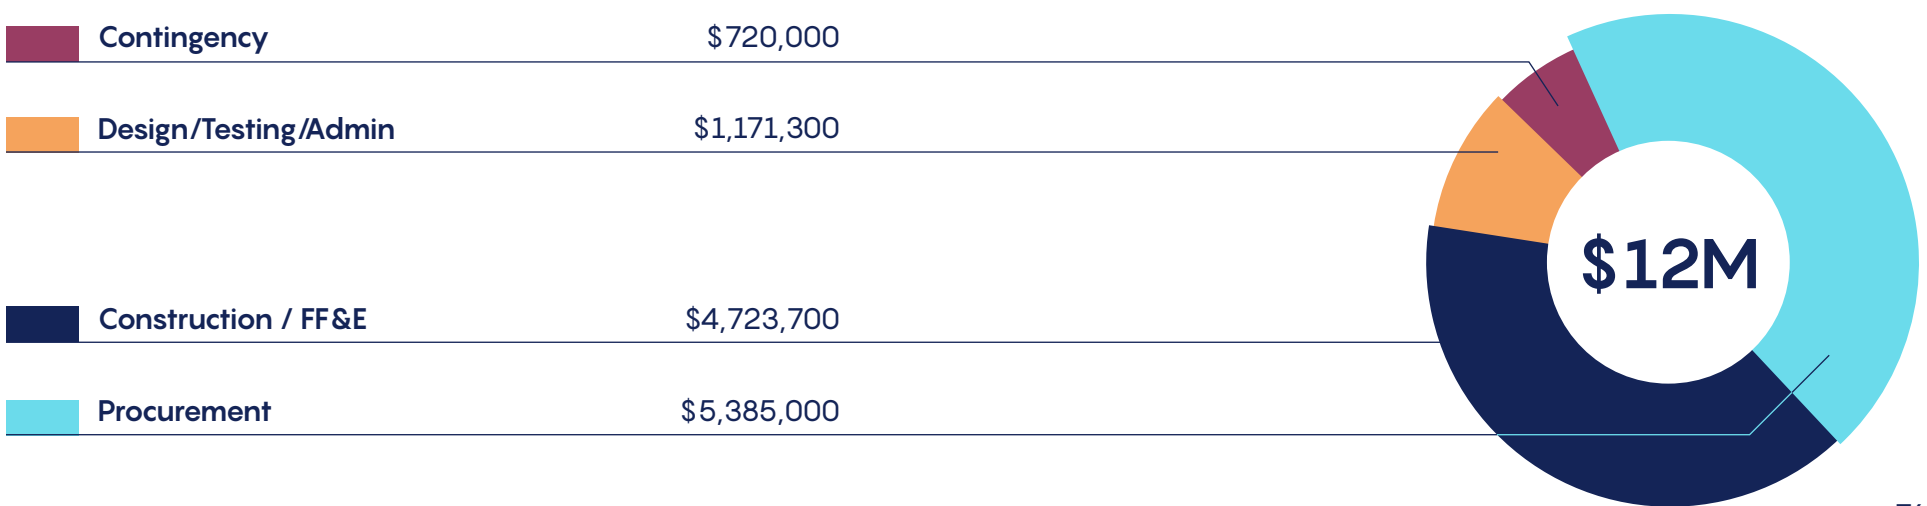 Contingency $720,000
Design/Testing/Admin $1,171,300
Construction / FF&E $4,723,700
Procurement $5,385,000
$12M